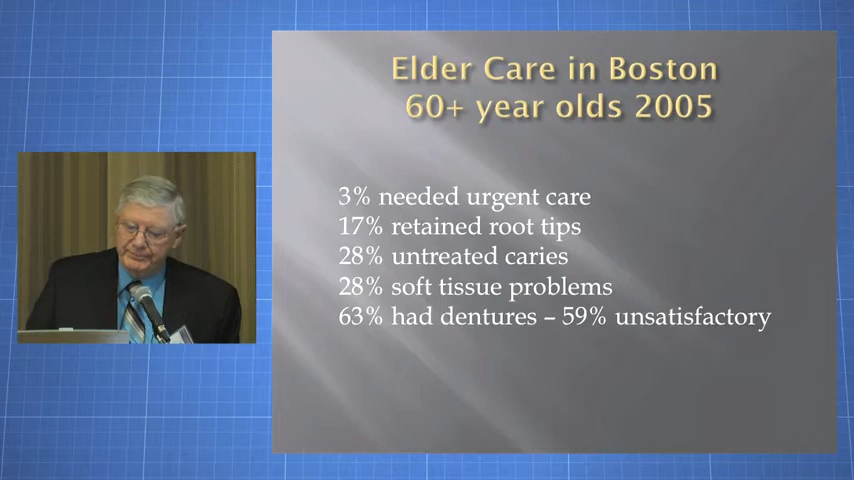 Elder Care in Boston
60+ year olds 2005
3% needed urgent care
17% retained root tips
28% untreated caries
28% soft tissue problems
63% had dentures – 59% unsatisfactory